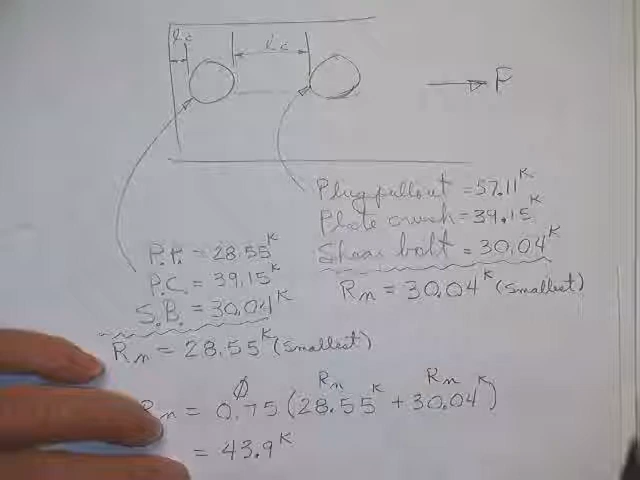 lc
lc
F
Plug pullout = 57.11ᴷ
Plate crush = 39.15ᴷ
Shear bolt = 30.04ᴷ
Rn = 30.04ᴷ (smallest)
P.P. = 28.55ᴷ
P.C. = 39.15ᴷ
S.B. = 30.04ᴷ
Rn = 28.55ᴷ (smallest)
Ø Rn Rn
Rn = 0.75 (28.55ᴷ + 30.04ᴷ)
= 43.9ᴷ